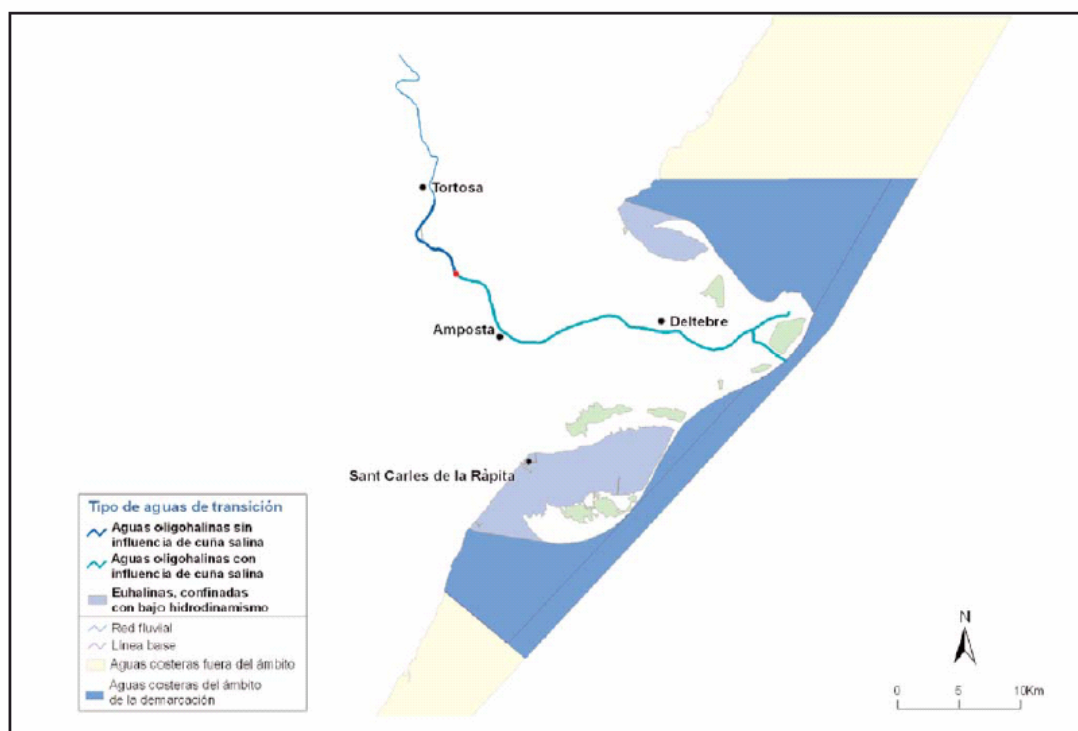 Tortosa
Deltebre
Amposta
Sant Carles de la Ràpita
Tipo de aguas de transición
Aguas oligohalinas sin
influencia de cuña salina
Aguas oligohalinas con
influencia de cuña salina
Euhalinas, confinadas
con bajo hidrodinamismo
Red fluvial
Línea base
Aguas costeras fuera del ámbito
Aguas costeras del ámbito
de la demarcación
N
0 5 10Km